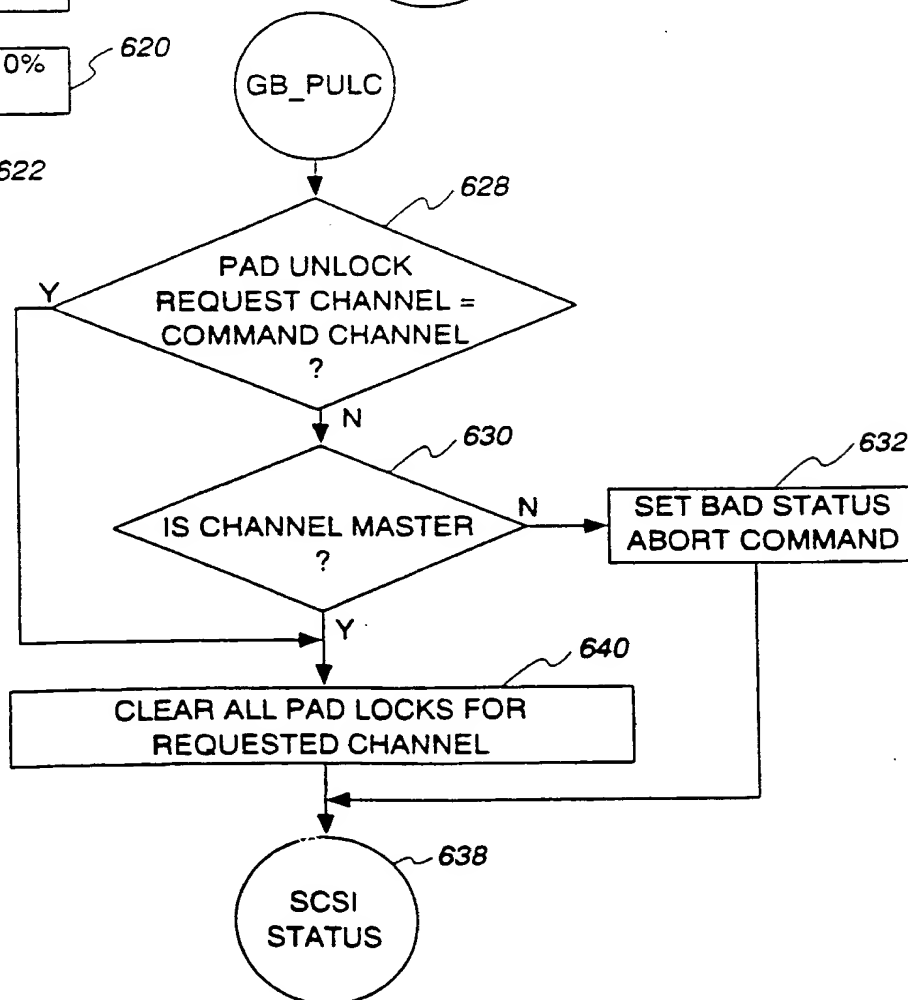 0%
620
GB_PULC
622
628
PAD UNLOCK
REQUEST CHANNEL =
COMMAND CHANNEL
?
Y
N
630
IS CHANNEL MASTER
?
N
632
SET BAD STATUS
ABORT COMMAND
Y
640
CLEAR ALL PAD LOCKS FOR
REQUESTED CHANNEL
638
SCSI
STATUS